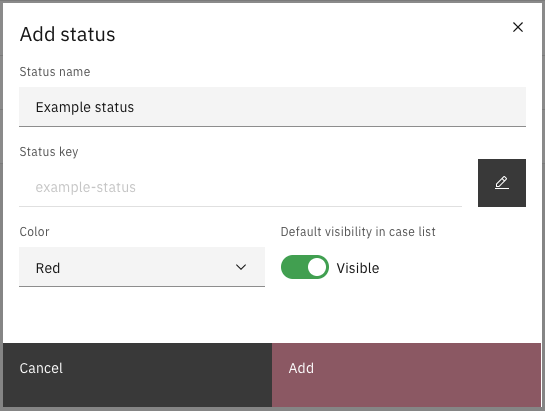 Add status
Status name
Example status
Status key
example-status
Color
Default visibility in case list
Red
Visible
Cancel
Add